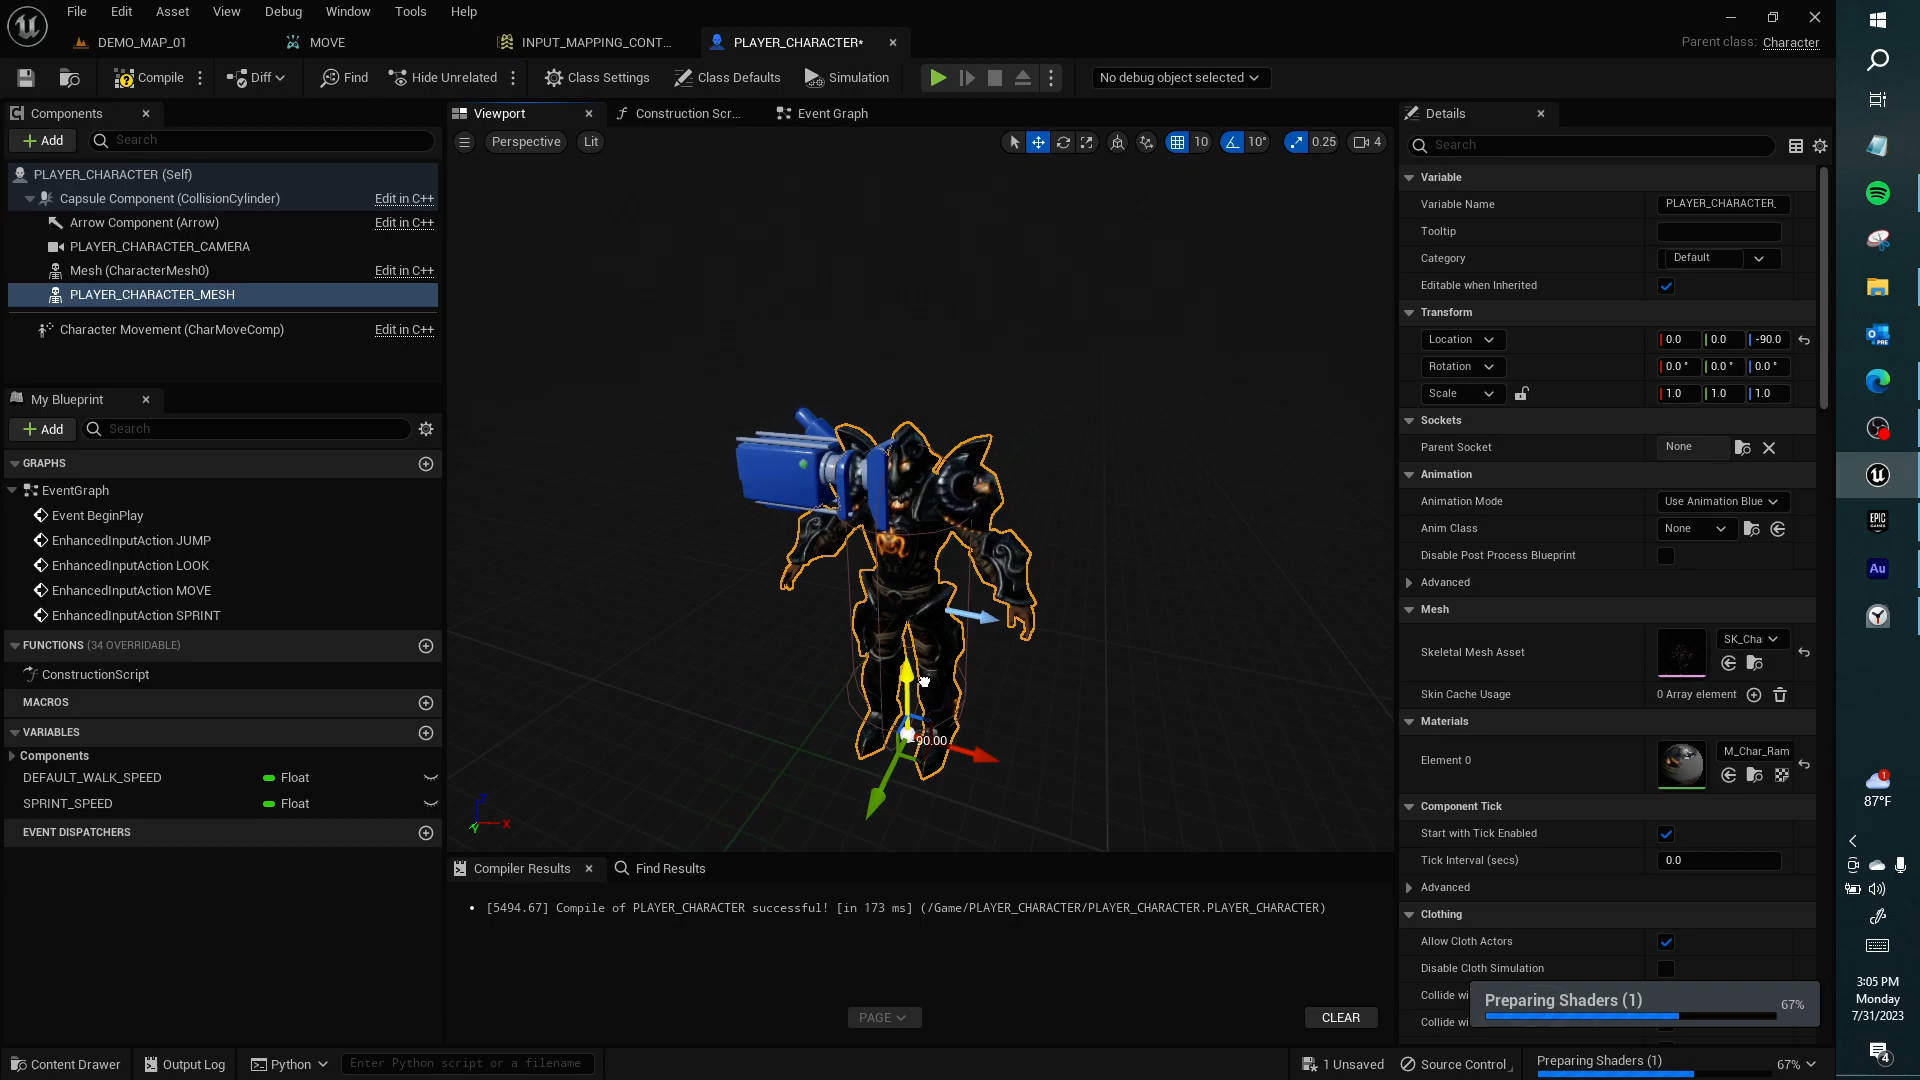 File Edit Asset View Debug Window Tools Help
DEMO_MAP_01 MOVE INPUT_MAPPING_CONT... PLAYER_CHARACTER* Parent class: Character
Compile Diff Find Hide Unrelated Class Settings Class Defaults Simulation No debug object selected
Components Viewport Construction Scr... Event Graph Details
Add Search Perspective Lit 10 10° 0.25 4 Search
PLAYER_CHARACTER (Self)
Capsule Component (CollisionCylinder) Edit in C++
Arrow Component (Arrow) Edit in C++
PLAYER_CHARACTER_CAMERA
Mesh (CharacterMesh0) Edit in C++
PLAYER_CHARACTER_MESH
Character Movement (CharMoveComp) Edit in C++
My Blueprint
Add Search
GRAPHS
EventGraph
Event BeginPlay
EnhancedInputAction JUMP
EnhancedInputAction LOOK
EnhancedInputAction MOVE
EnhancedInputAction SPRINT
FUNCTIONS (34 OVERRIDABLE)
ConstructionScript
MACROS
VARIABLES
Components
DEFAULT_WALK_SPEED Float
SPRINT_SPEED Float
EVENT DISPATCHERS
-90.00
Z
X
Y
Compiler Results Find Results
[5494.67] Compile of PLAYER_CHARACTER successful! [in 173 ms] (/Game/PLAYER_CHARACTER/PLAYER_CHARACTER.PLAYER_CHARACTER)
PAGE CLEAR
Variable
Variable Name PLAYER_CHARACTER_
Tooltip
Category Default
Editable when Inherited
Transform
Location 0.0 0.0 -90.0
Rotation 0.0° 0.0° 0.0°
Scale 1.0 1.0 1.0
Sockets
Parent Socket None
Animation
Animation Mode Use Animation Blue
Anim Class None
Disable Post Process Blueprint
Advanced
Mesh
Skeletal Mesh Asset SK_Cha
Skin Cache Usage 0 Array element
Materials
Element 0 M_Char_Ram
Component Tick
Start with Tick Enabled
Tick Interval (secs) 0.0
Advanced
Clothing
Allow Cloth Actors
Disable Cloth Simulation
Collide wi
Collide wi
Preparing Shaders (1) 67%
Content Drawer Output Log Python Enter Python script or a filename 1 Unsaved Source Control Preparing Shaders (1) 67%
PRE
EPIC GAMES
Au
1
87°F
3:05 PM
Monday
7/31/2023
4